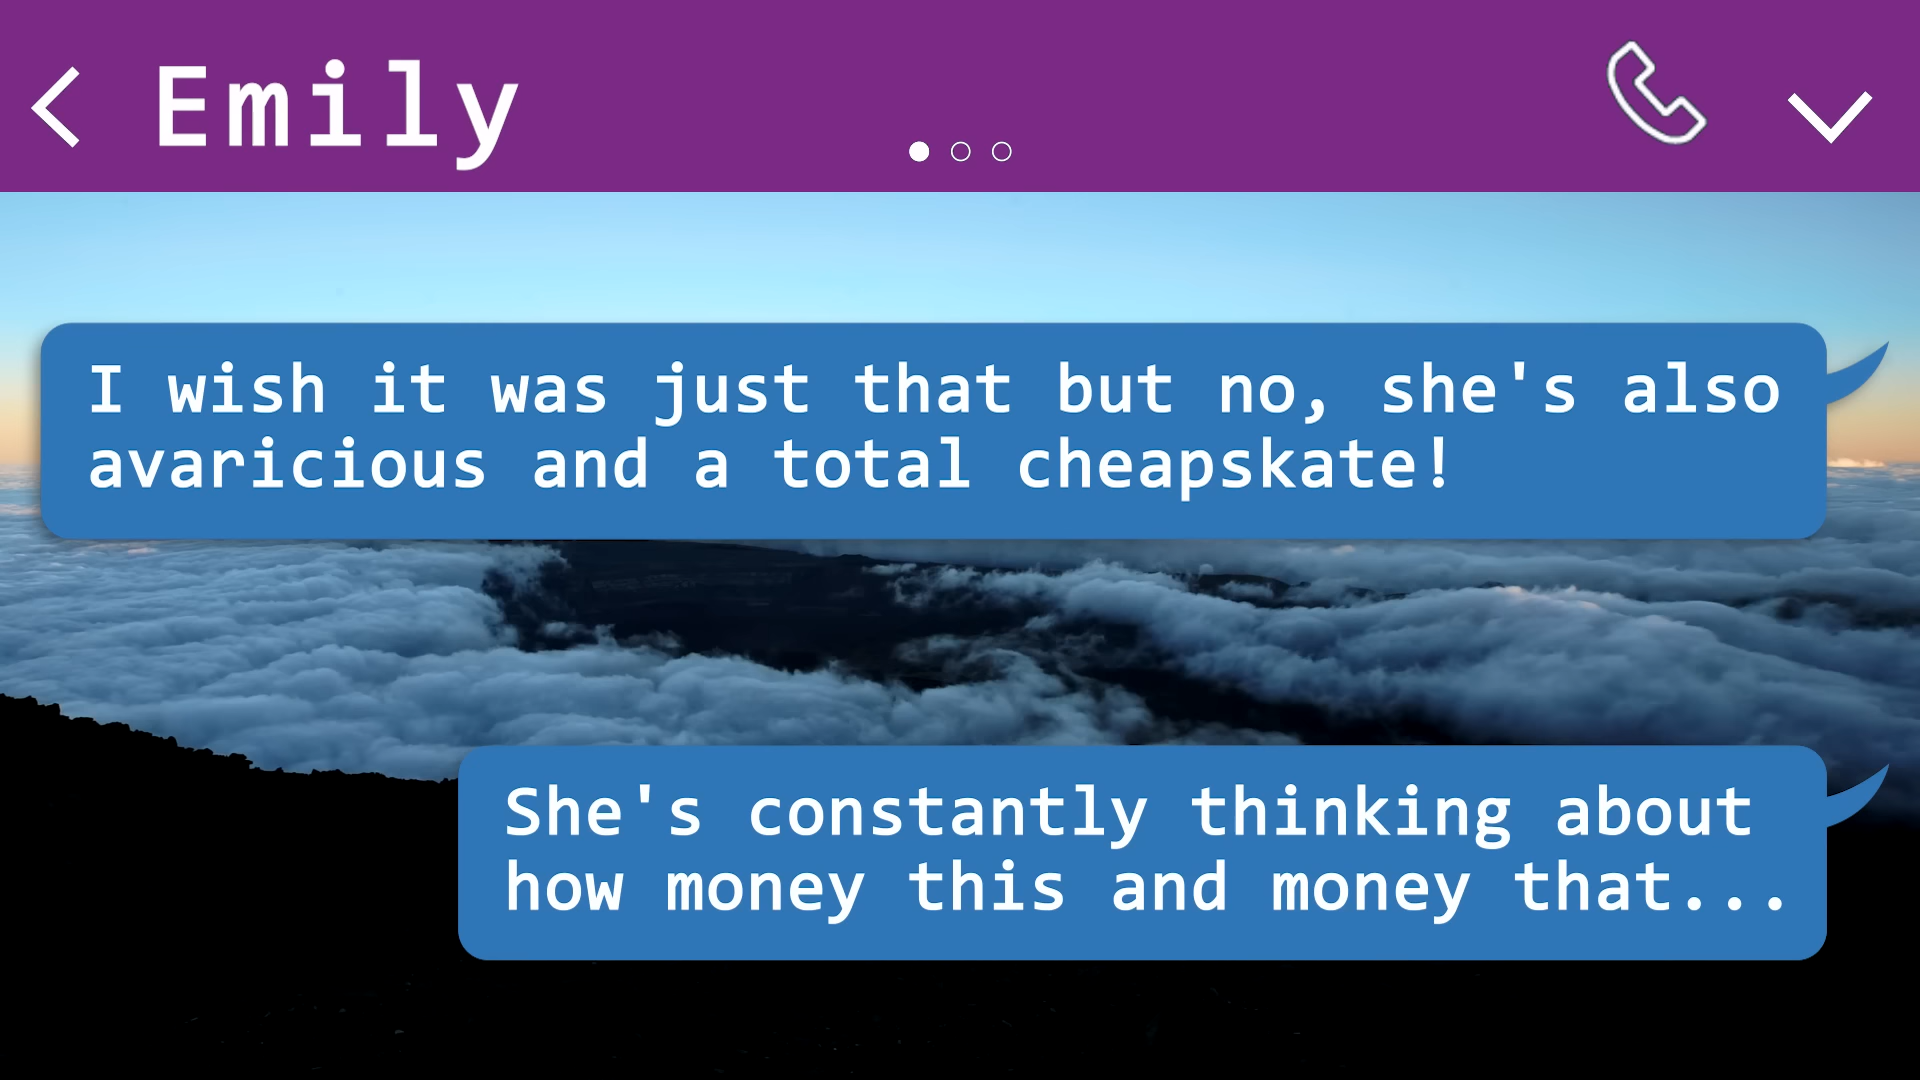 Emily
I wish it was just that but no, she's also
avaricious and a total cheapskate!
She's constantly thinking about
how money this and money that...